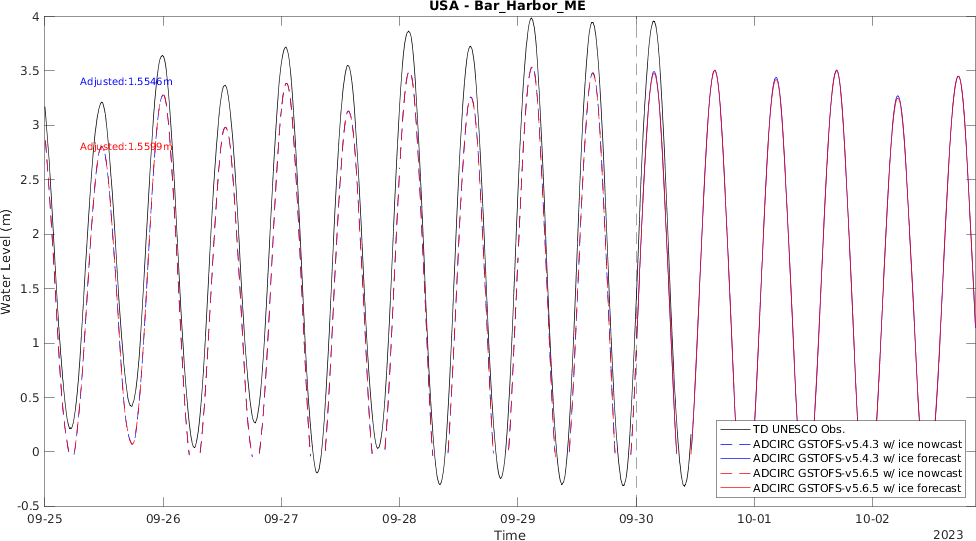 USA - Bar_Harbor_ME
Water Level (m)
4
3.5
3
2.5
2
1.5
1
0.5
0
-0.5
Adjusted:1.5546m
Adjusted:1.5599m
TD UNESCO Obs.
ADCIRC GSTOFS-v5.4.3 w/ ice nowcast
ADCIRC GSTOFS-v5.4.3 w/ ice forecast
ADCIRC GSTOFS-v5.6.5 w/ ice nowcast
ADCIRC GSTOFS-v5.6.5 w/ ice forecast
09-25 09-26 09-27 09-28 09-29 09-30 10-01 10-02
Time
2023